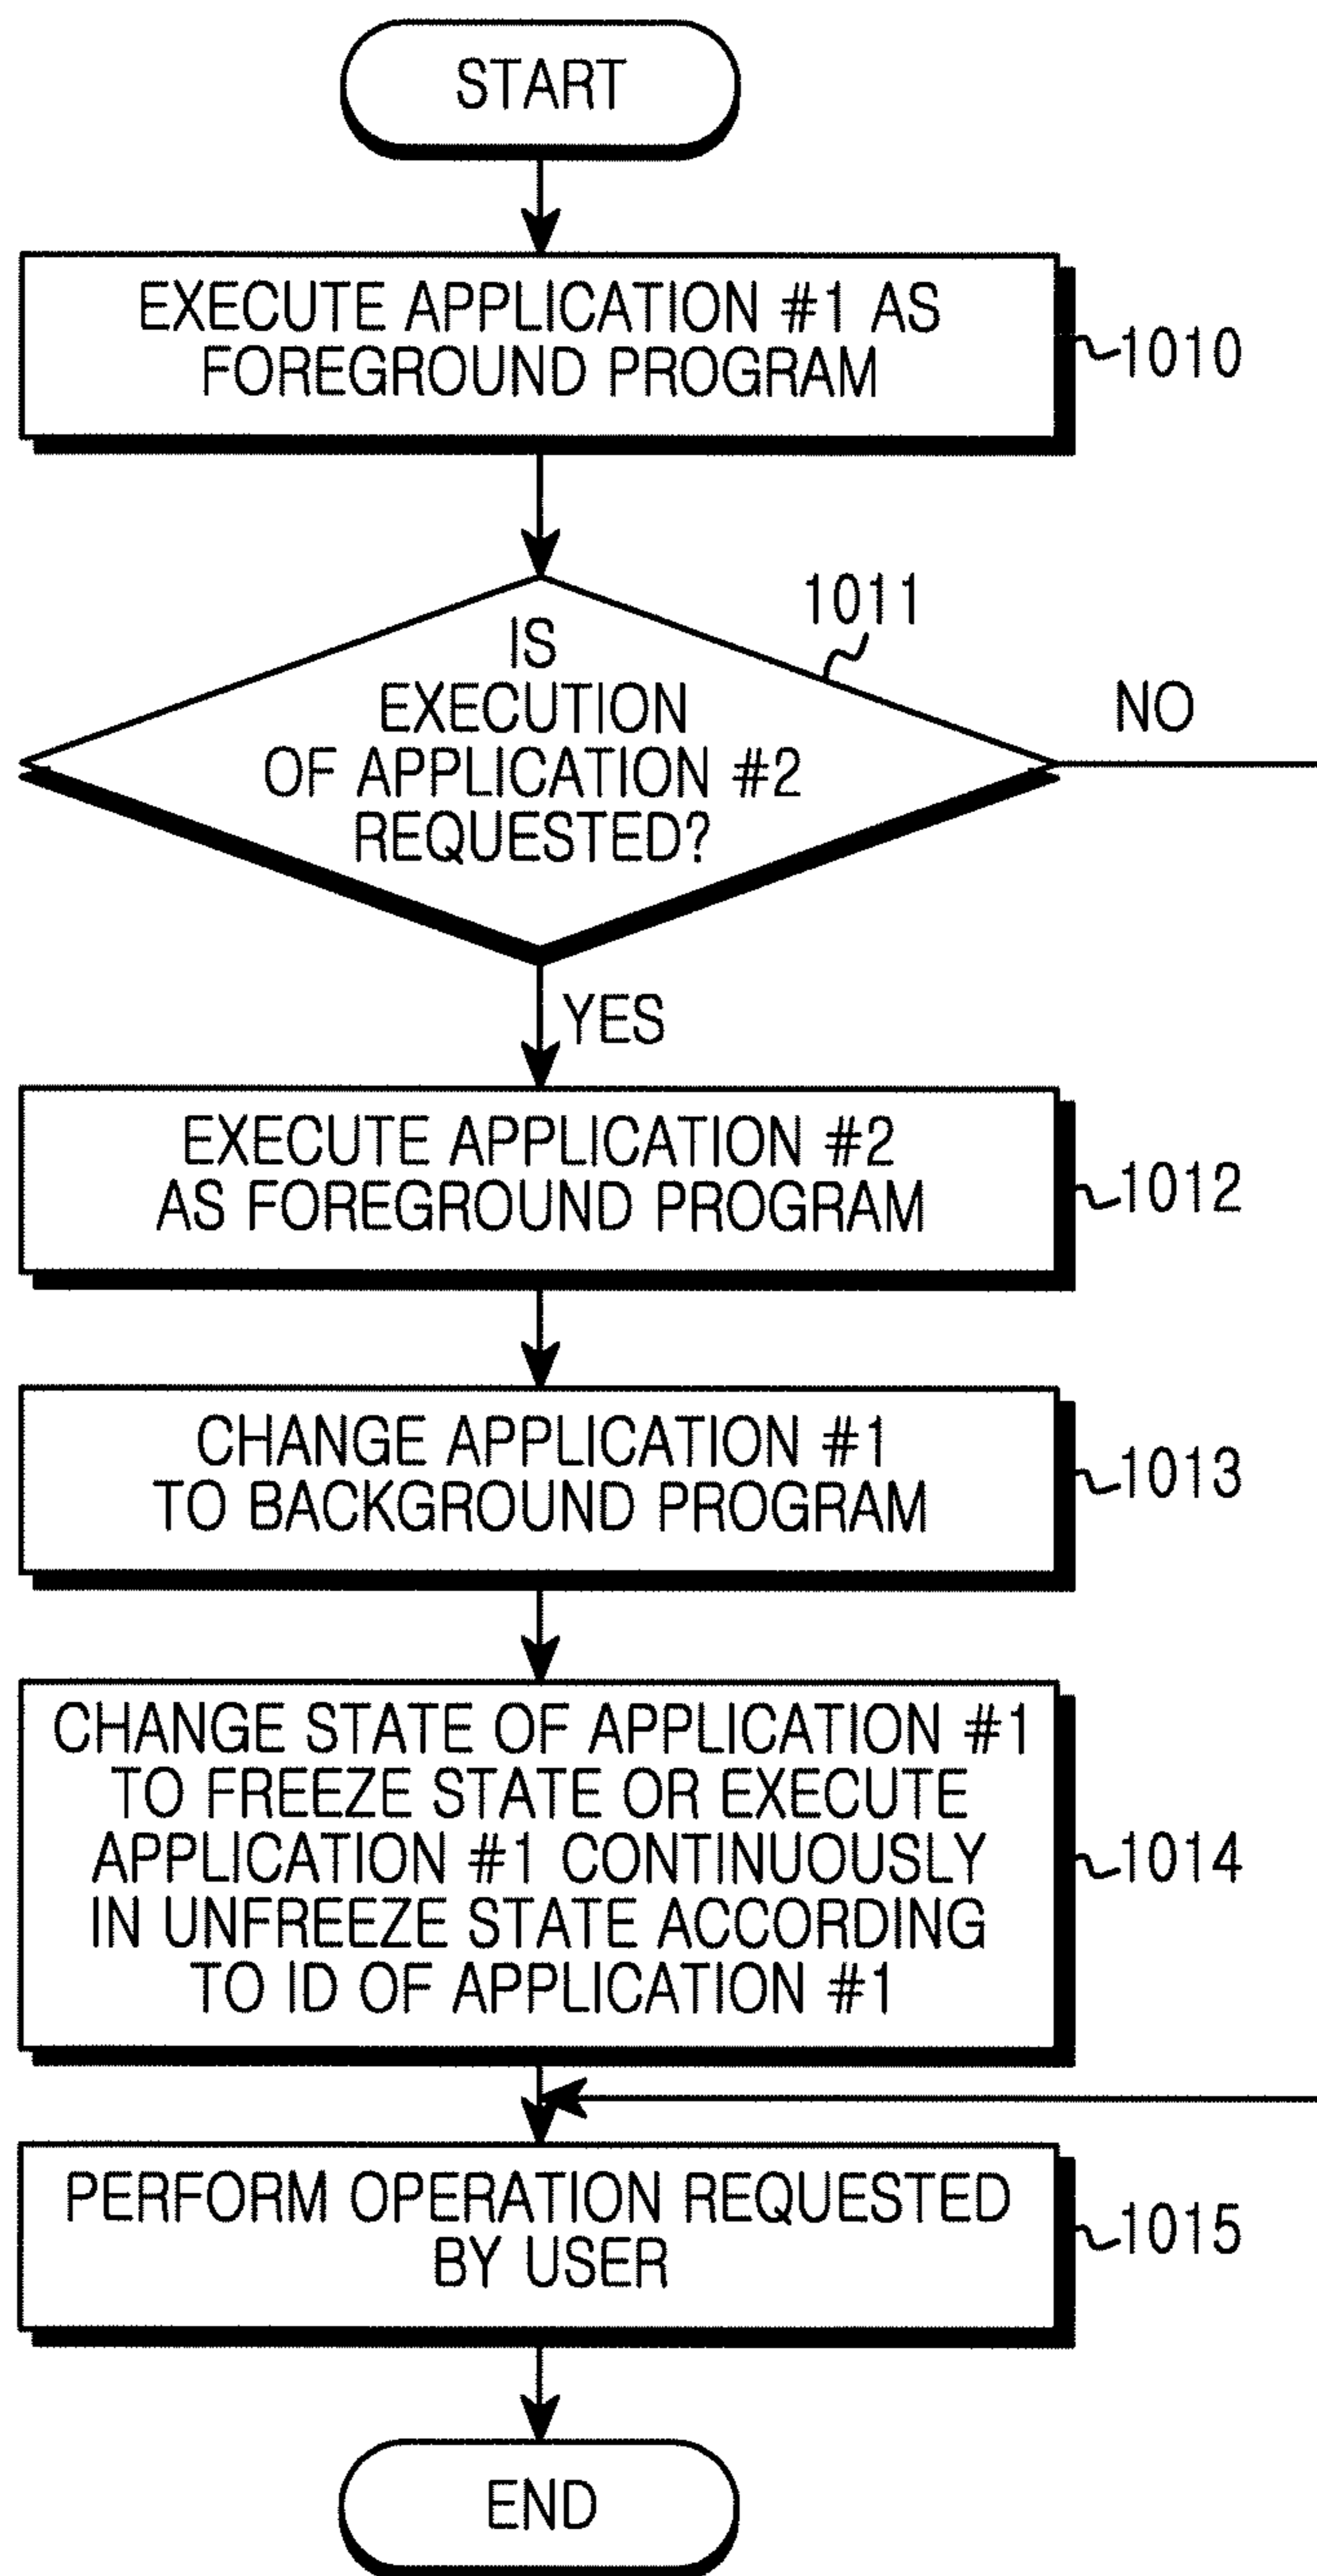 START
EXECUTE APPLICATION #1 AS
FOREGROUND PROGRAM
1010
1011
IS
EXECUTION
OF APPLICATION #2
REQUESTED?
NO
YES
EXECUTE APPLICATION #2
AS FOREGROUND PROGRAM
1012
CHANGE APPLICATION #1
TO BACKGROUND PROGRAM
1013
CHANGE STATE OF APPLICATION #1
TO FREEZE STATE OR EXECUTE
APPLICATION #1 CONTINUOUSLY
IN UNFREEZE STATE ACCORDING
TO ID OF APPLICATION #1
1014
PERFORM OPERATION REQUESTED
BY USER
1015
END